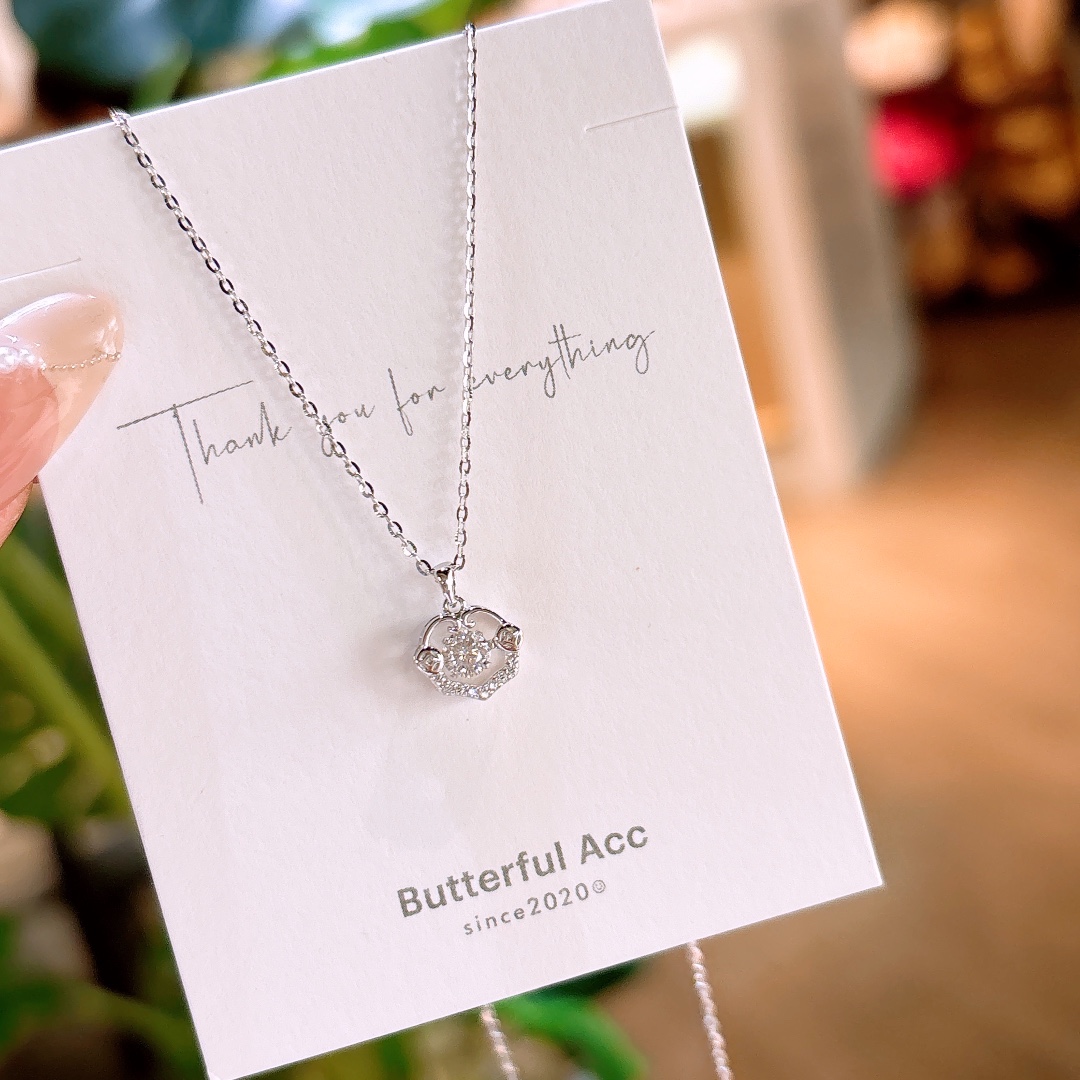 Thank you for everything
Butterful Acc
since2020☺